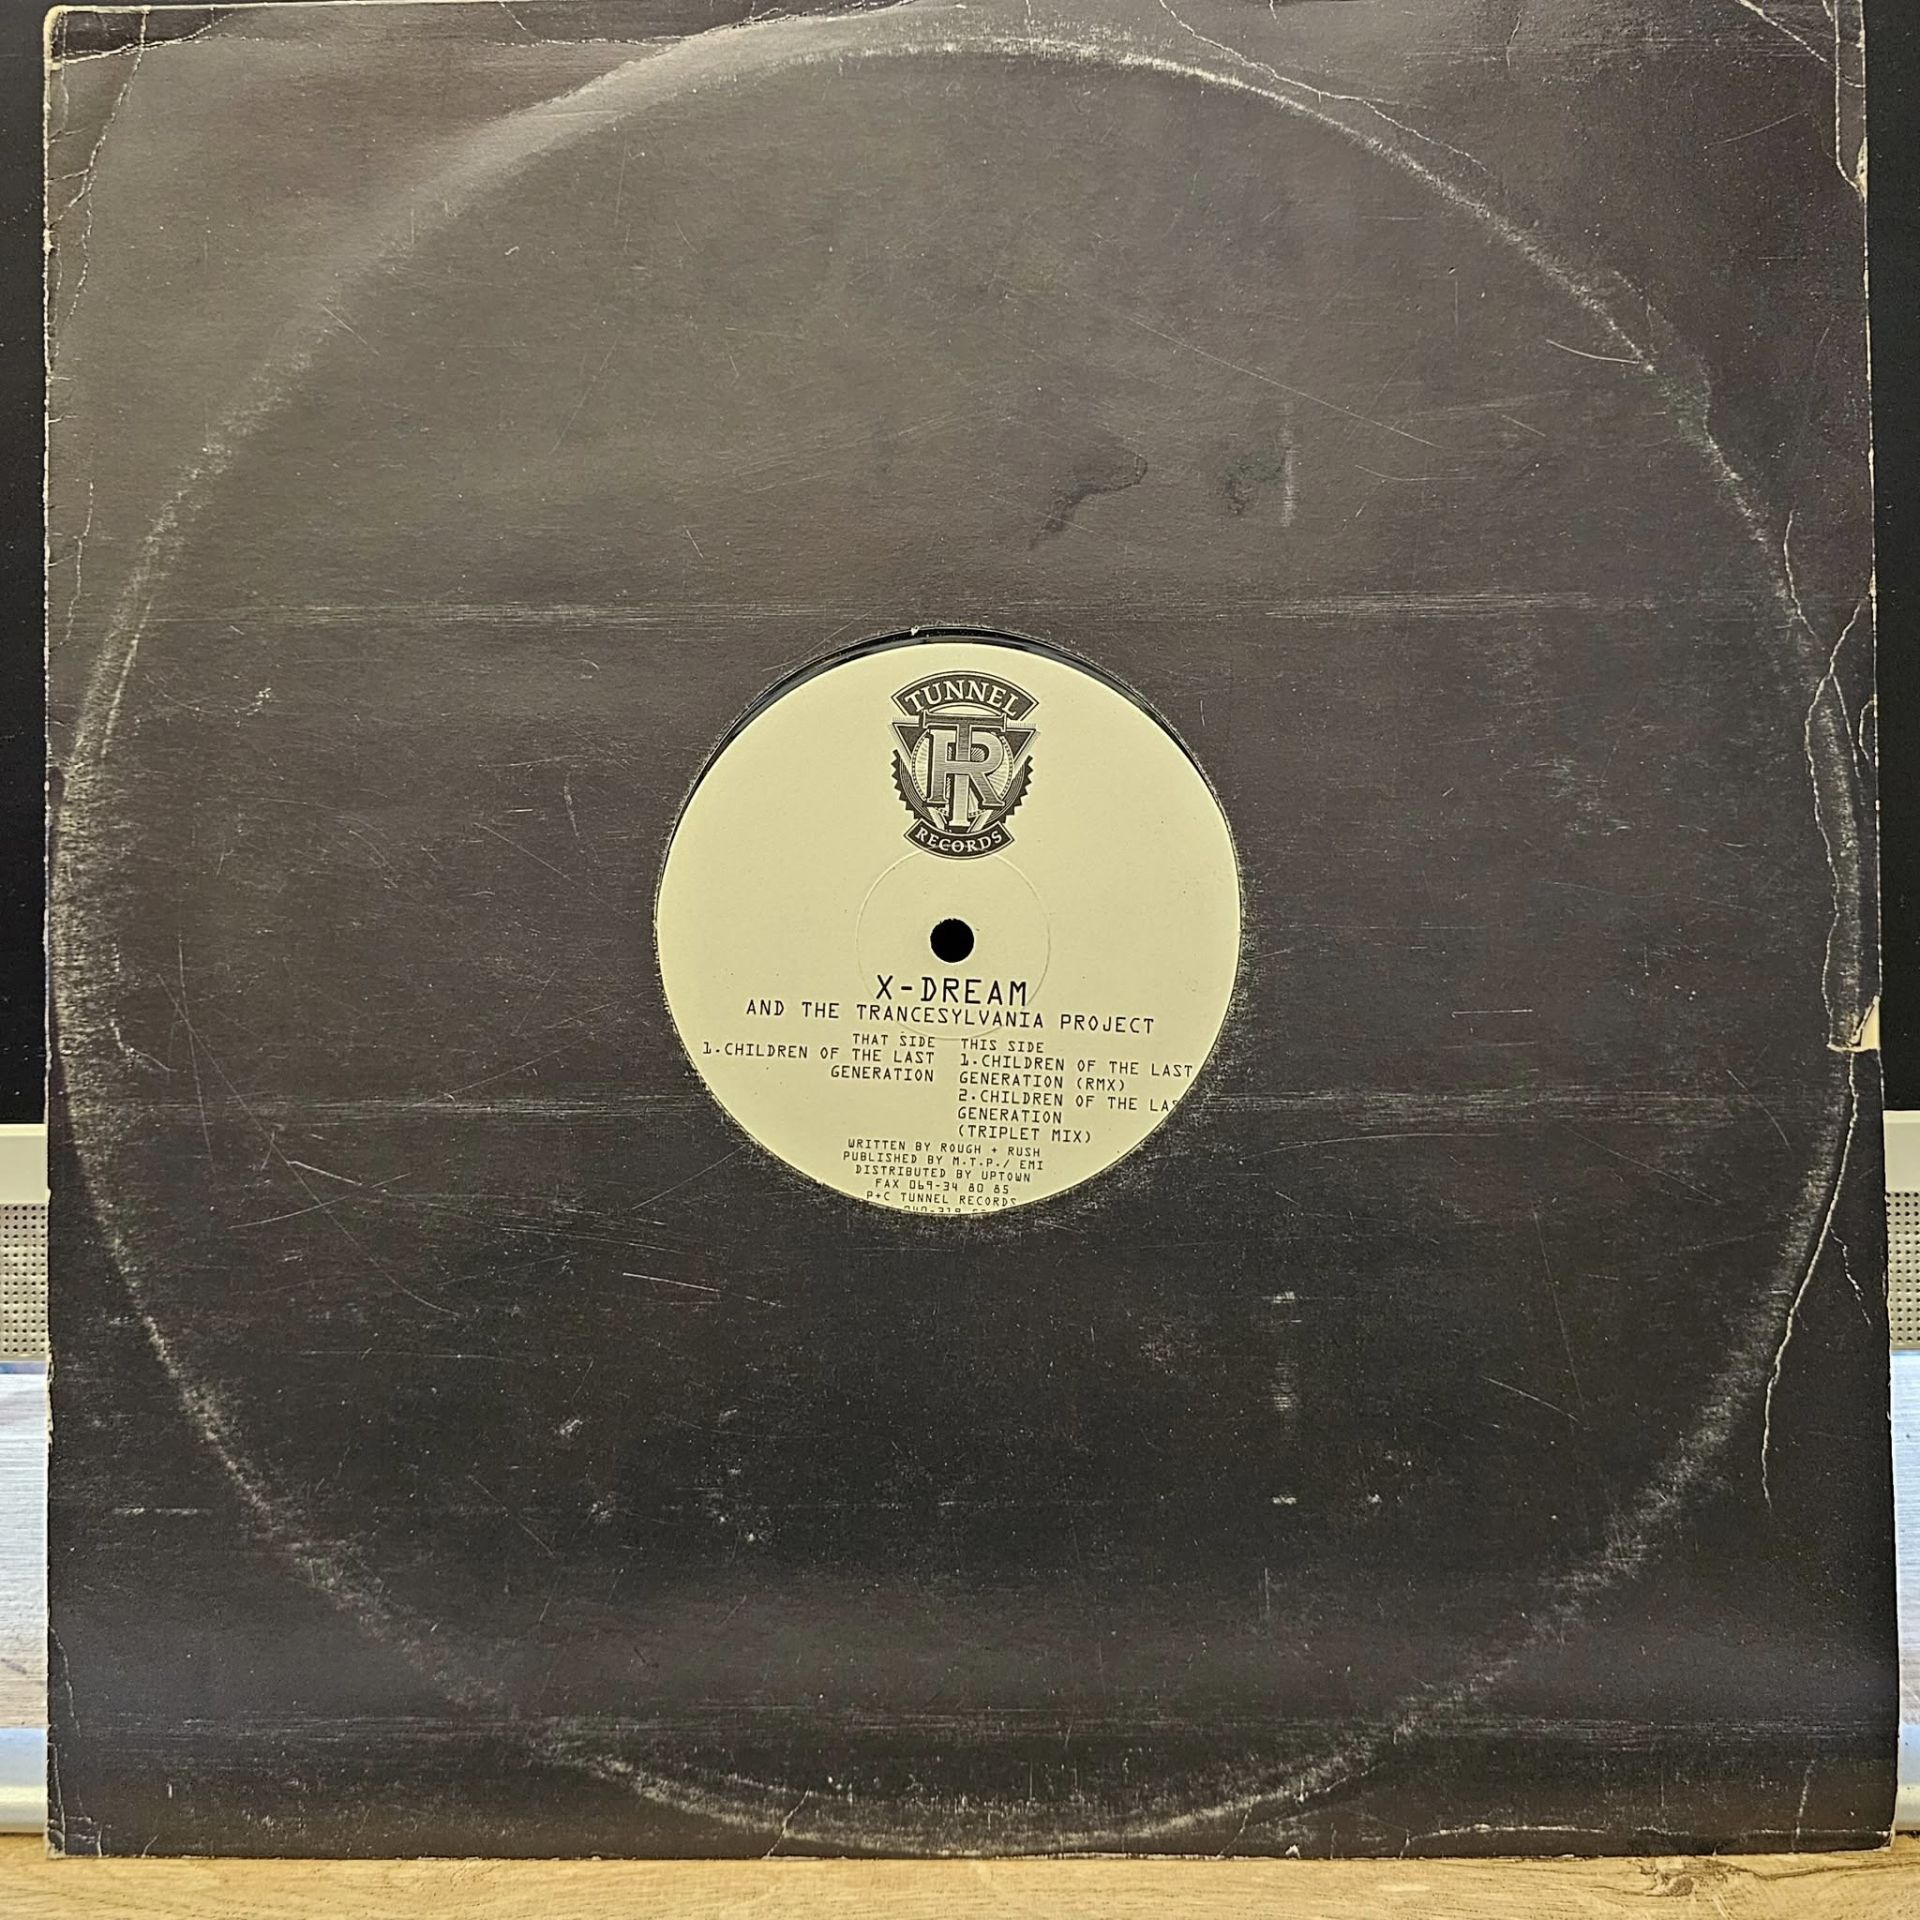 TUNNEL
TR
RECORDS
X-DREAM
AND THE TRANCESYLVANIA PROJECT
THAT SIDE
1.CHILDREN OF THE LAST
GENERATION
THIS SIDE
1.CHILDREN OF THE LAST
GENERATION (RMX)
2.CHILDREN OF THE
GENERATION
(TRIPLET MIX)
WRITTEN BY ROUGH + RUSH
PUBLISHED BY M.T.P./ EMI
DISTRIBUTED BY UPTOWN
FAX 069-34 80 85
P+C TUNNEL RECORDS